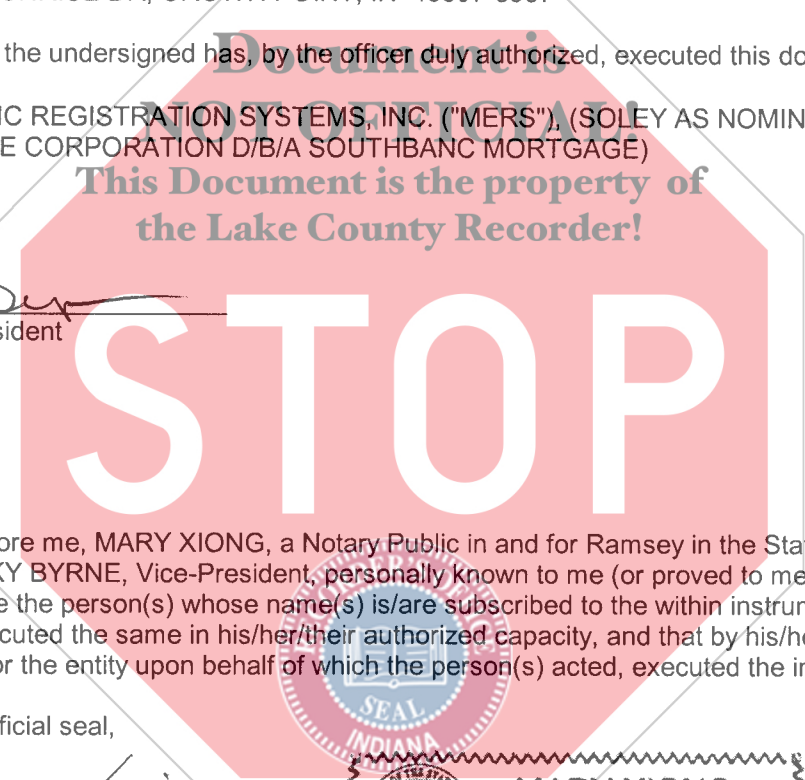 the undersigned has, by the officer duly authorized, executed this do
Document is
NOT OFFICIAL!
IC REGISTRATION SYSTEMS, INC. ("MERS"), (SOLEY AS NOMIN
E CORPORATION D/B/A SOUTHBANC MORTGAGE)
This Document is the property of
the Lake County Recorder!
sident
STOP
ore me, MARY XIONG, a Notary Public in and for Ramsey in the Sta
KY BYRNE, Vice-President, personally known to me (or proved to me
e the person(s) whose name(s) is/are subscribed to the within instrum
cuted the same in his/her/their authorized capacity, and that by his/he
or the entity upon behalf of which the person(s) acted, executed the in
SEAL
INDIANA
ficial seal,